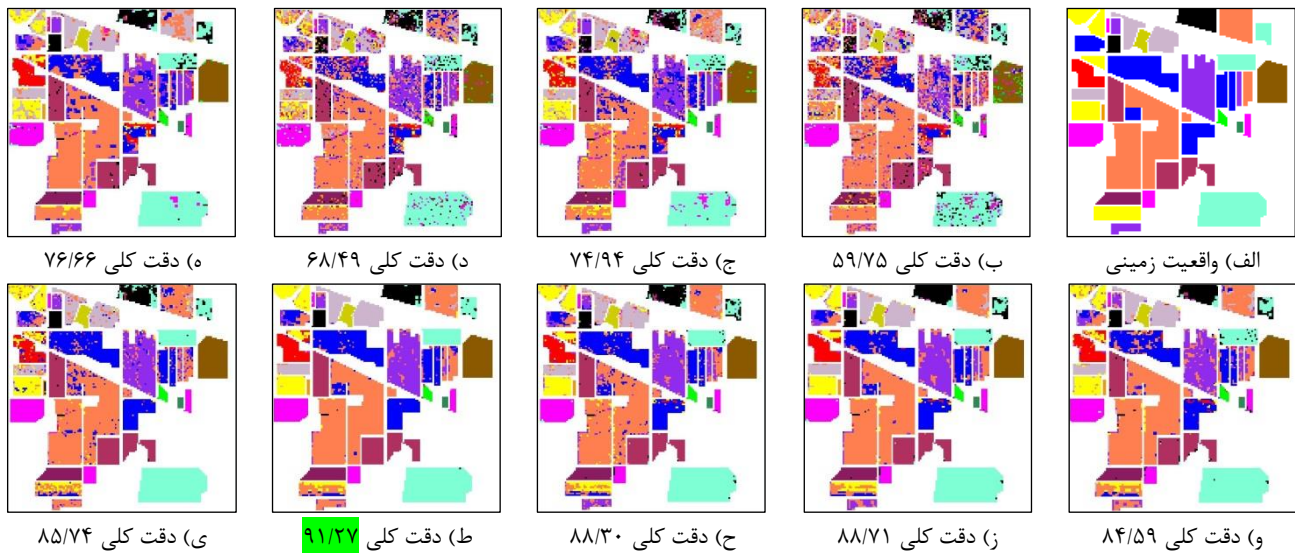 الف) واقعیت زمینی
ب) دقت کلی ۵۹/۷۵
ج) دقت کلی ۷۴/۹۴
د) دقت کلی ۶۸/۴۹
ه) دقت کلی ۷۶/۶۶
و) دقت کلی ۸۴/۵۹
ز) دقت کلی ۸۸/۷۱
ح) دقت کلی ۸۸/۳۰
ط) دقت کلی ۹۱/۲۷
ی) دقت کلی ۸۵/۷۴